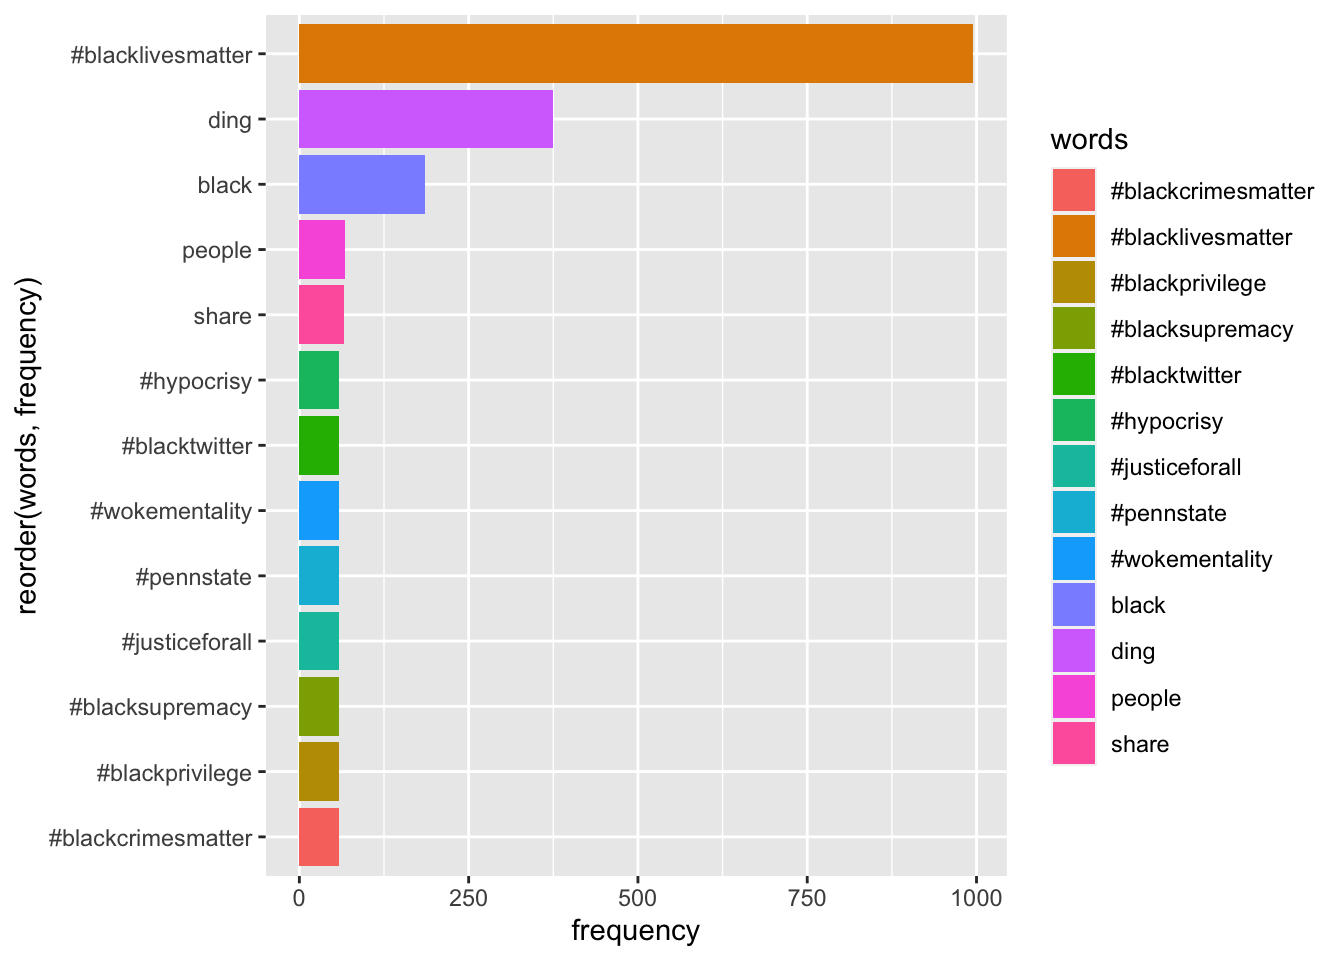 reorder(words, frequency)
#blacklivesmatter
ding
black
people
share
#hypocrisy
#blacktwitter
#wokementality
#pennstate
#justiceforall
#blacksupremacy
#blackprivilege
#blackcrimesmatter
0 250 500 750 1000
frequency
words
#blackcrimesmatter
#blacklivesmatter
#blackprivilege
#blacksupremacy
#blacktwitter
#hypocrisy
#justiceforall
#pennstate
#wokementality
black
ding
people
share